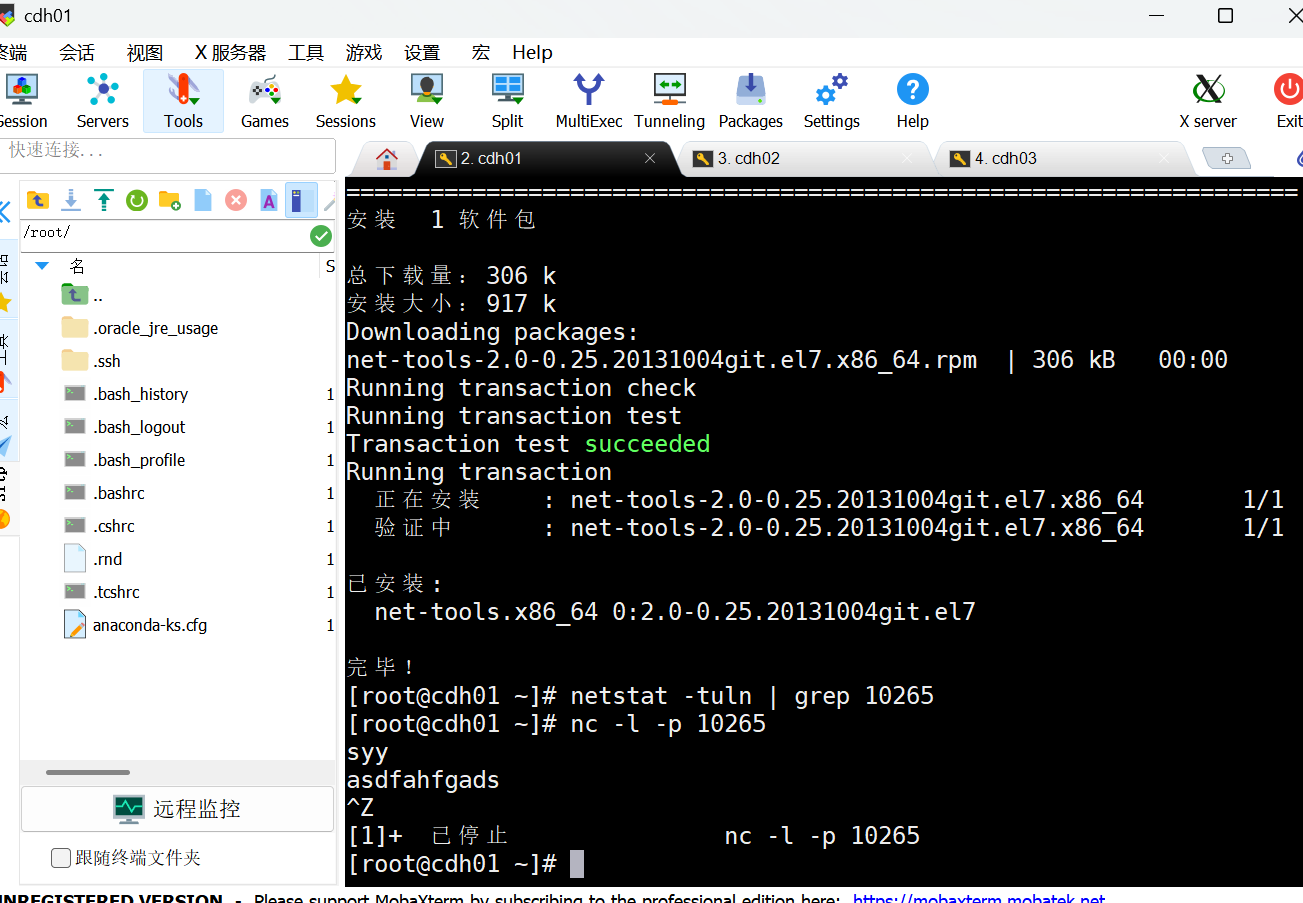 cdh01
终端 会话 视图 X 服务器 工具 游戏 设置 宏 Help
Session Servers Tools Games Sessions View Split MultiExec Tunneling Packages Settings Help X server Exit
快速连接...
2. cdh01 3. cdh02 4. cdh03
/root/
名 S
..
.oracle_jre_usage
.ssh
.bash_history 1
.bash_logout 1
.bash_profile 1
.bashrc 1
.cshrc 1
.rnd 1
.tcshrc 1
anaconda-ks.cfg 1
远程监控
跟随终端文件夹
================================================================
安装 1 软件包
总下载量：306 k
安装大小：917 k
Downloading packages:
net-tools-2.0-0.25.20131004git.el7.x86_64.rpm | 306 kB 00:00
Running transaction check
Running transaction test
Transaction test succeeded
Running transaction
正在安装 : net-tools-2.0-0.25.20131004git.el7.x86_64 1/1
验证中 : net-tools-2.0-0.25.20131004git.el7.x86_64 1/1
已安装:
net-tools.x86_64 0:2.0-0.25.20131004git.el7
完毕！
[root@cdh01 ~]# netstat -tuln | grep 10265
[root@cdh01 ~]# nc -l -p 10265
syy
asdfahfgads
^Z
[1]+ 已停止 nc -l -p 10265
[root@cdh01 ~]#
UNREGISTERED VERSION - Please support MobaXterm by subscribing to the professional edition here: https://mobaxterm.mobatek.net